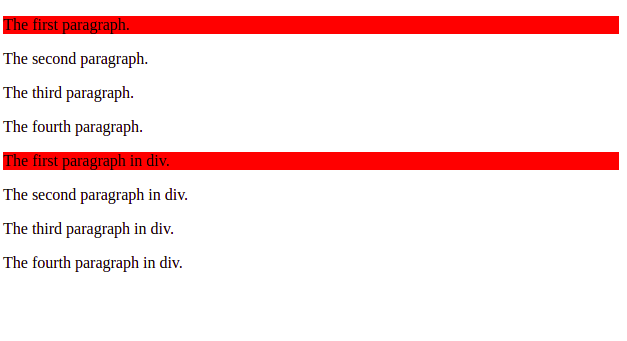 The first paragraph.
The second paragraph.
The third paragraph.
The fourth paragraph.
The first paragraph in div.
The second paragraph in div.
The third paragraph in div.
The fourth paragraph in div.